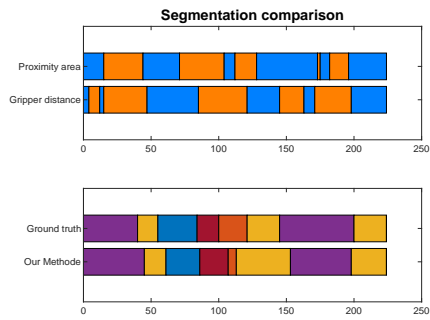 Segmentation comparison
Proximity area
Gripper distance
0 50 100 150 200 250
Ground truth
Our Methode
0 50 100 150 200 250